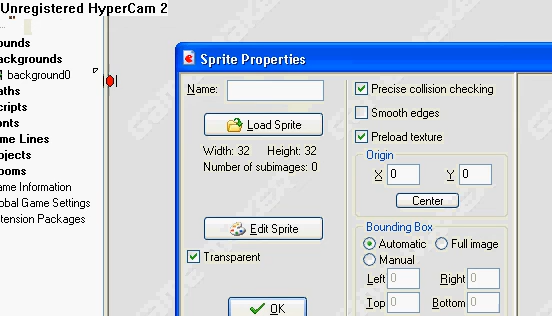 Unregistered HyperCam 2
ounds
ounds
background0
aths
cripts
onts
me Lines
ojects
ooms
ame Information
obal Game Settings
tension Packages
Sprite Properties
Name:
Load Sprite
Width: 32 Height: 32
Number of subimages: 0
Edit Sprite
Transparent
OK
Precise collision checking
Smooth edges
Preload texture
Origin
X 0 Y 0
Center
Bounding Box
Automatic Full image
Manual
Left 0 Right 0
Top 0 Bottom 0